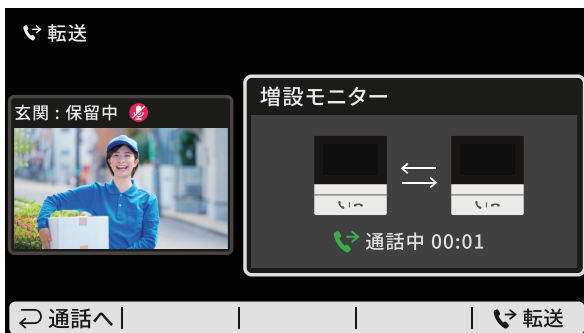 転送
玄関：保留中
増設モニター
通話中 00:01
通話へ
転送